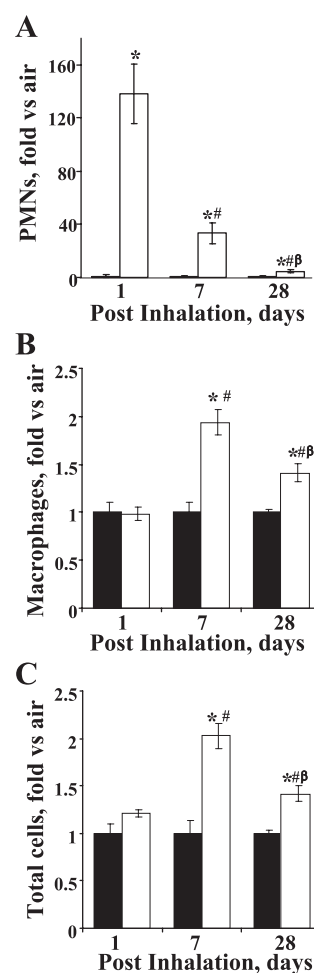 A
PMNs, fold vs air
160
120
80
40
0
*
*#
*#β
1 7 28
Post Inhalation, days
B
Macrophages, fold vs air
2.5
2
1.5
1
0.5
0
* #
*#β
1 7 28
Post Inhalation, days
C
Total cells, fold vs air
2.5
2
1.5
1
0.5
0
*#
*#β
1 7 28
Post Inhalation, days